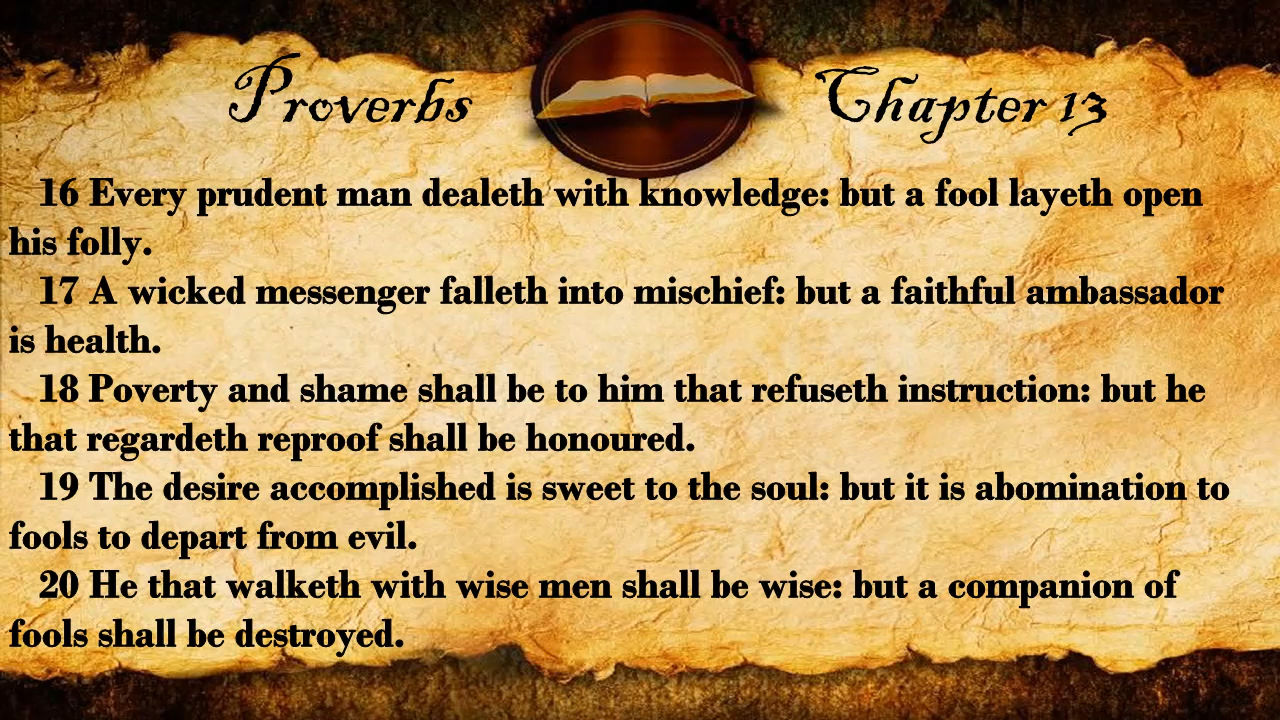 Proverbs Chapter 13
16 Every prudent man dealeth with knowledge: but a fool layeth open
his folly.
17 A wicked messenger falleth into mischief: but a faithful ambassador
is health.
18 Poverty and shame shall be to him that refuseth instruction: but he
that regardeth reproof shall be honoured.
19 The desire accomplished is sweet to the soul: but it is abomination to
fools to depart from evil.
20 He that walketh with wise men shall be wise: but a companion of
fools shall be destroyed.